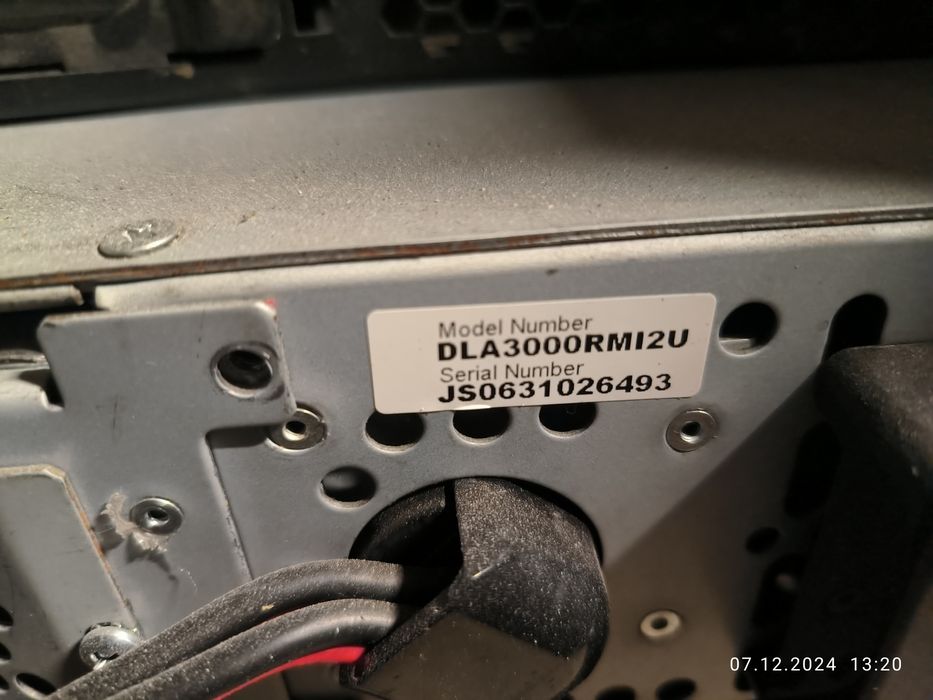 Model Number
DLA3000RMI2U
Serial Number
JS0631026493
07.12.2024 13:20